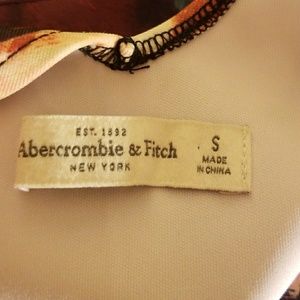 EST. 1892
Abercrombie & Fitch
NEW YORK
S
MADE
IN CHINA